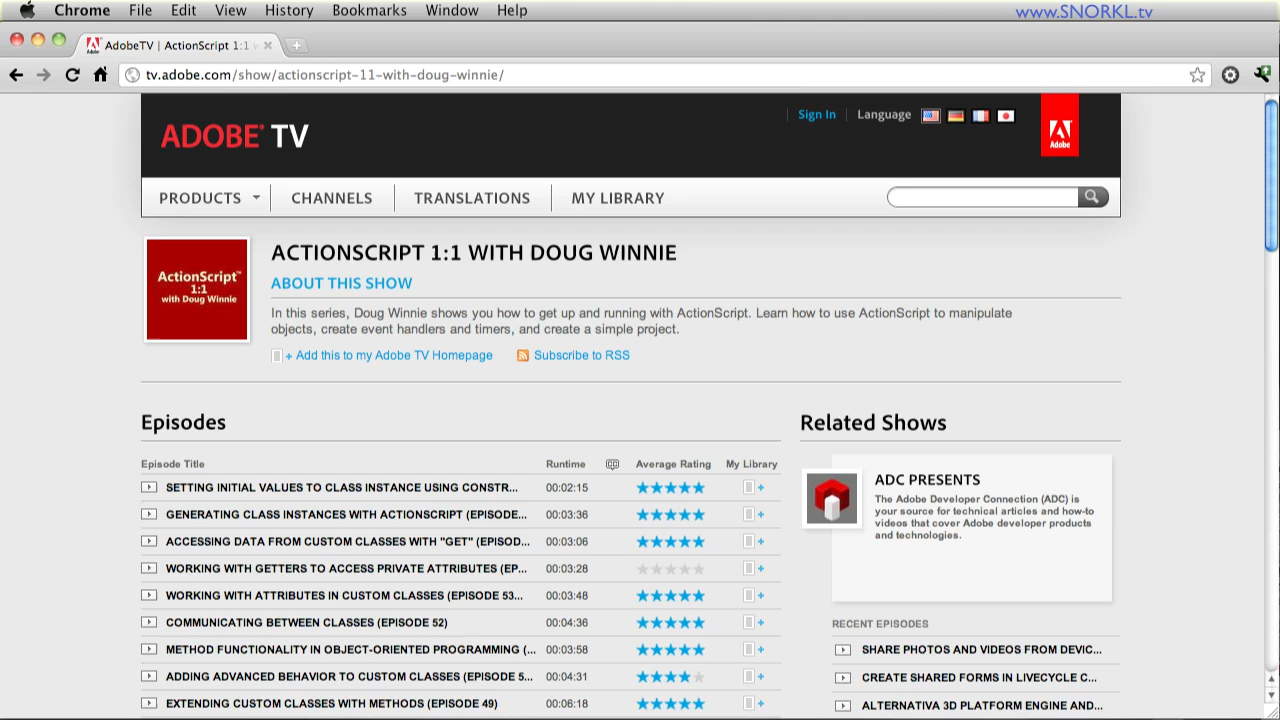 Chrome File Edit View History Bookmarks Window Help
www.SNORKL.tv
AdobeTV | ActionScript 1:1
tv.adobe.com/show/actionscript-11-with-doug-winnie/
Sign In Language
Adobe
ADOBE® TV
PRODUCTS CHANNELS TRANSLATIONS MY LIBRARY
ActionScript™
1:1
with Doug Winnie
ACTIONSCRIPT 1:1 WITH DOUG WINNIE
ABOUT THIS SHOW
In this series, Doug Winnie shows you how to get up and running with ActionScript. Learn how to use ActionScript to manipulate
objects, create event handlers and timers, and create a simple project.
+ Add this to my Adobe TV Homepage Subscribe to RSS
Episodes
Episode Title Runtime Average Rating My Library
SETTING INITIAL VALUES TO CLASS INSTANCE USING CONSTR... 00:02:15 +
GENERATING CLASS INSTANCES WITH ACTIONSCRIPT (EPISODE... 00:03:36 +
ACCESSING DATA FROM CUSTOM CLASSES WITH "GET" (EPISOD... 00:03:06 +
WORKING WITH GETTERS TO ACCESS PRIVATE ATTRIBUTES (EP... 00:03:28 +
WORKING WITH ATTRIBUTES IN CUSTOM CLASSES (EPISODE 53... 00:03:48 +
COMMUNICATING BETWEEN CLASSES (EPISODE 52) 00:04:36 +
METHOD FUNCTIONALITY IN OBJECT-ORIENTED PROGRAMMING (... 00:03:58 +
ADDING ADVANCED BEHAVIOR TO CUSTOM CLASSES (EPISODE 5... 00:04:31 +
EXTENDING CUSTOM CLASSES WITH METHODS (EPISODE 49) 00:06:18 +
Related Shows
ADC PRESENTS
The Adobe Developer Connection (ADC) is
your source for technical articles and how-to
videos that cover Adobe developer products
and technologies.
RECENT EPISODES
SHARE PHOTOS AND VIDEOS FROM DEVIC...
CREATE SHARED FORMS IN LIVECYCLE C...
ALTERNATIVA 3D PLATFORM ENGINE AND...